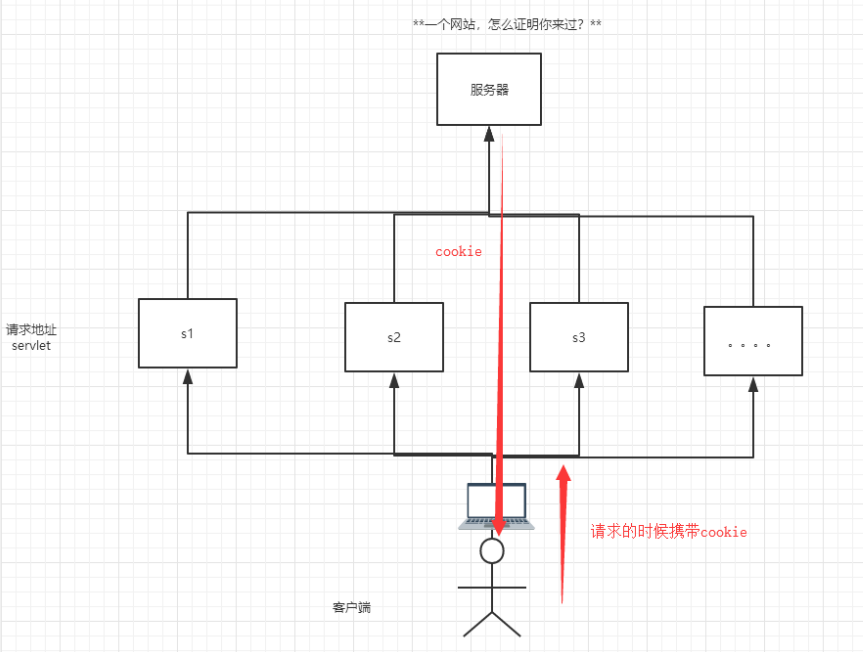 **一个网站，怎么证明你来过？**
服务器
cookie
请求地址
servlet
s1
s2
s3
。。。。
请求的时候携带cookie
客户端